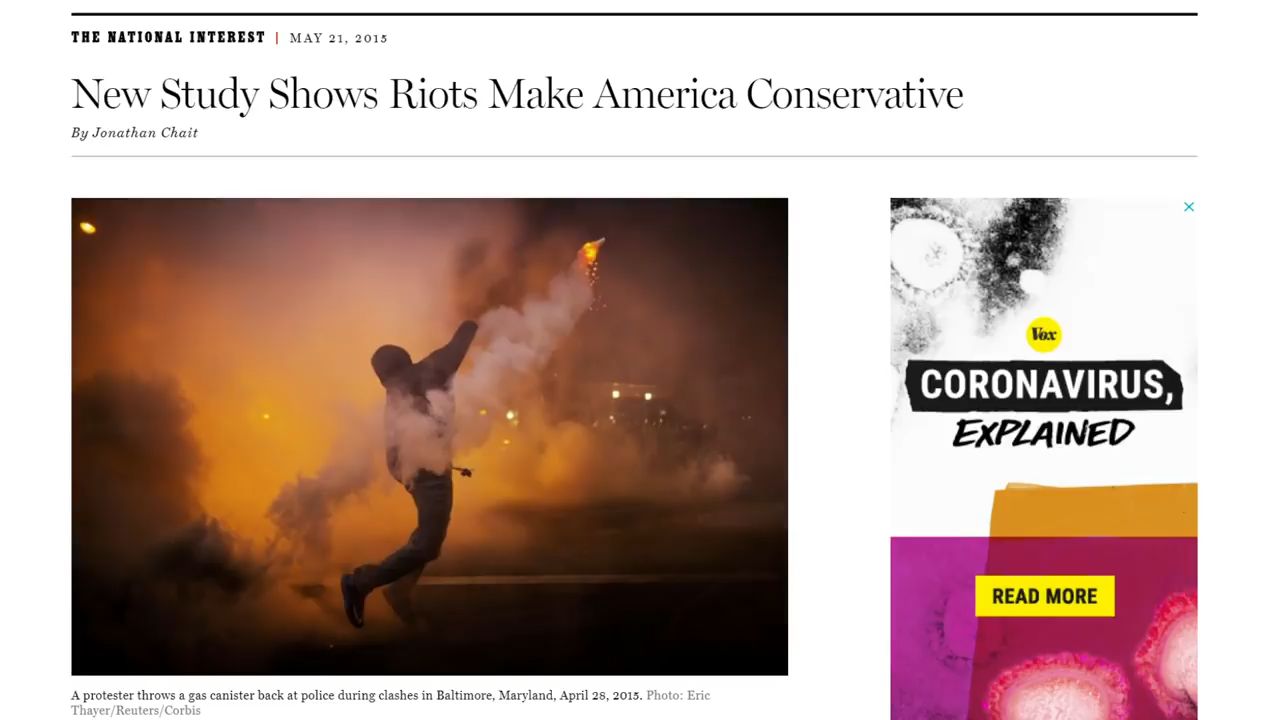 THE NATIONAL INTEREST | MAY 21, 2015
New Study Shows Riots Make America Conservative
By Jonathan Chait
Vox
CORONAVIRUS,
EXPLAINED
READ MORE
A protester throws a gas canister back at police during clashes in Baltimore, Maryland, April 28, 2015. Photo: Eric
Thayer/Reuters/Corbis